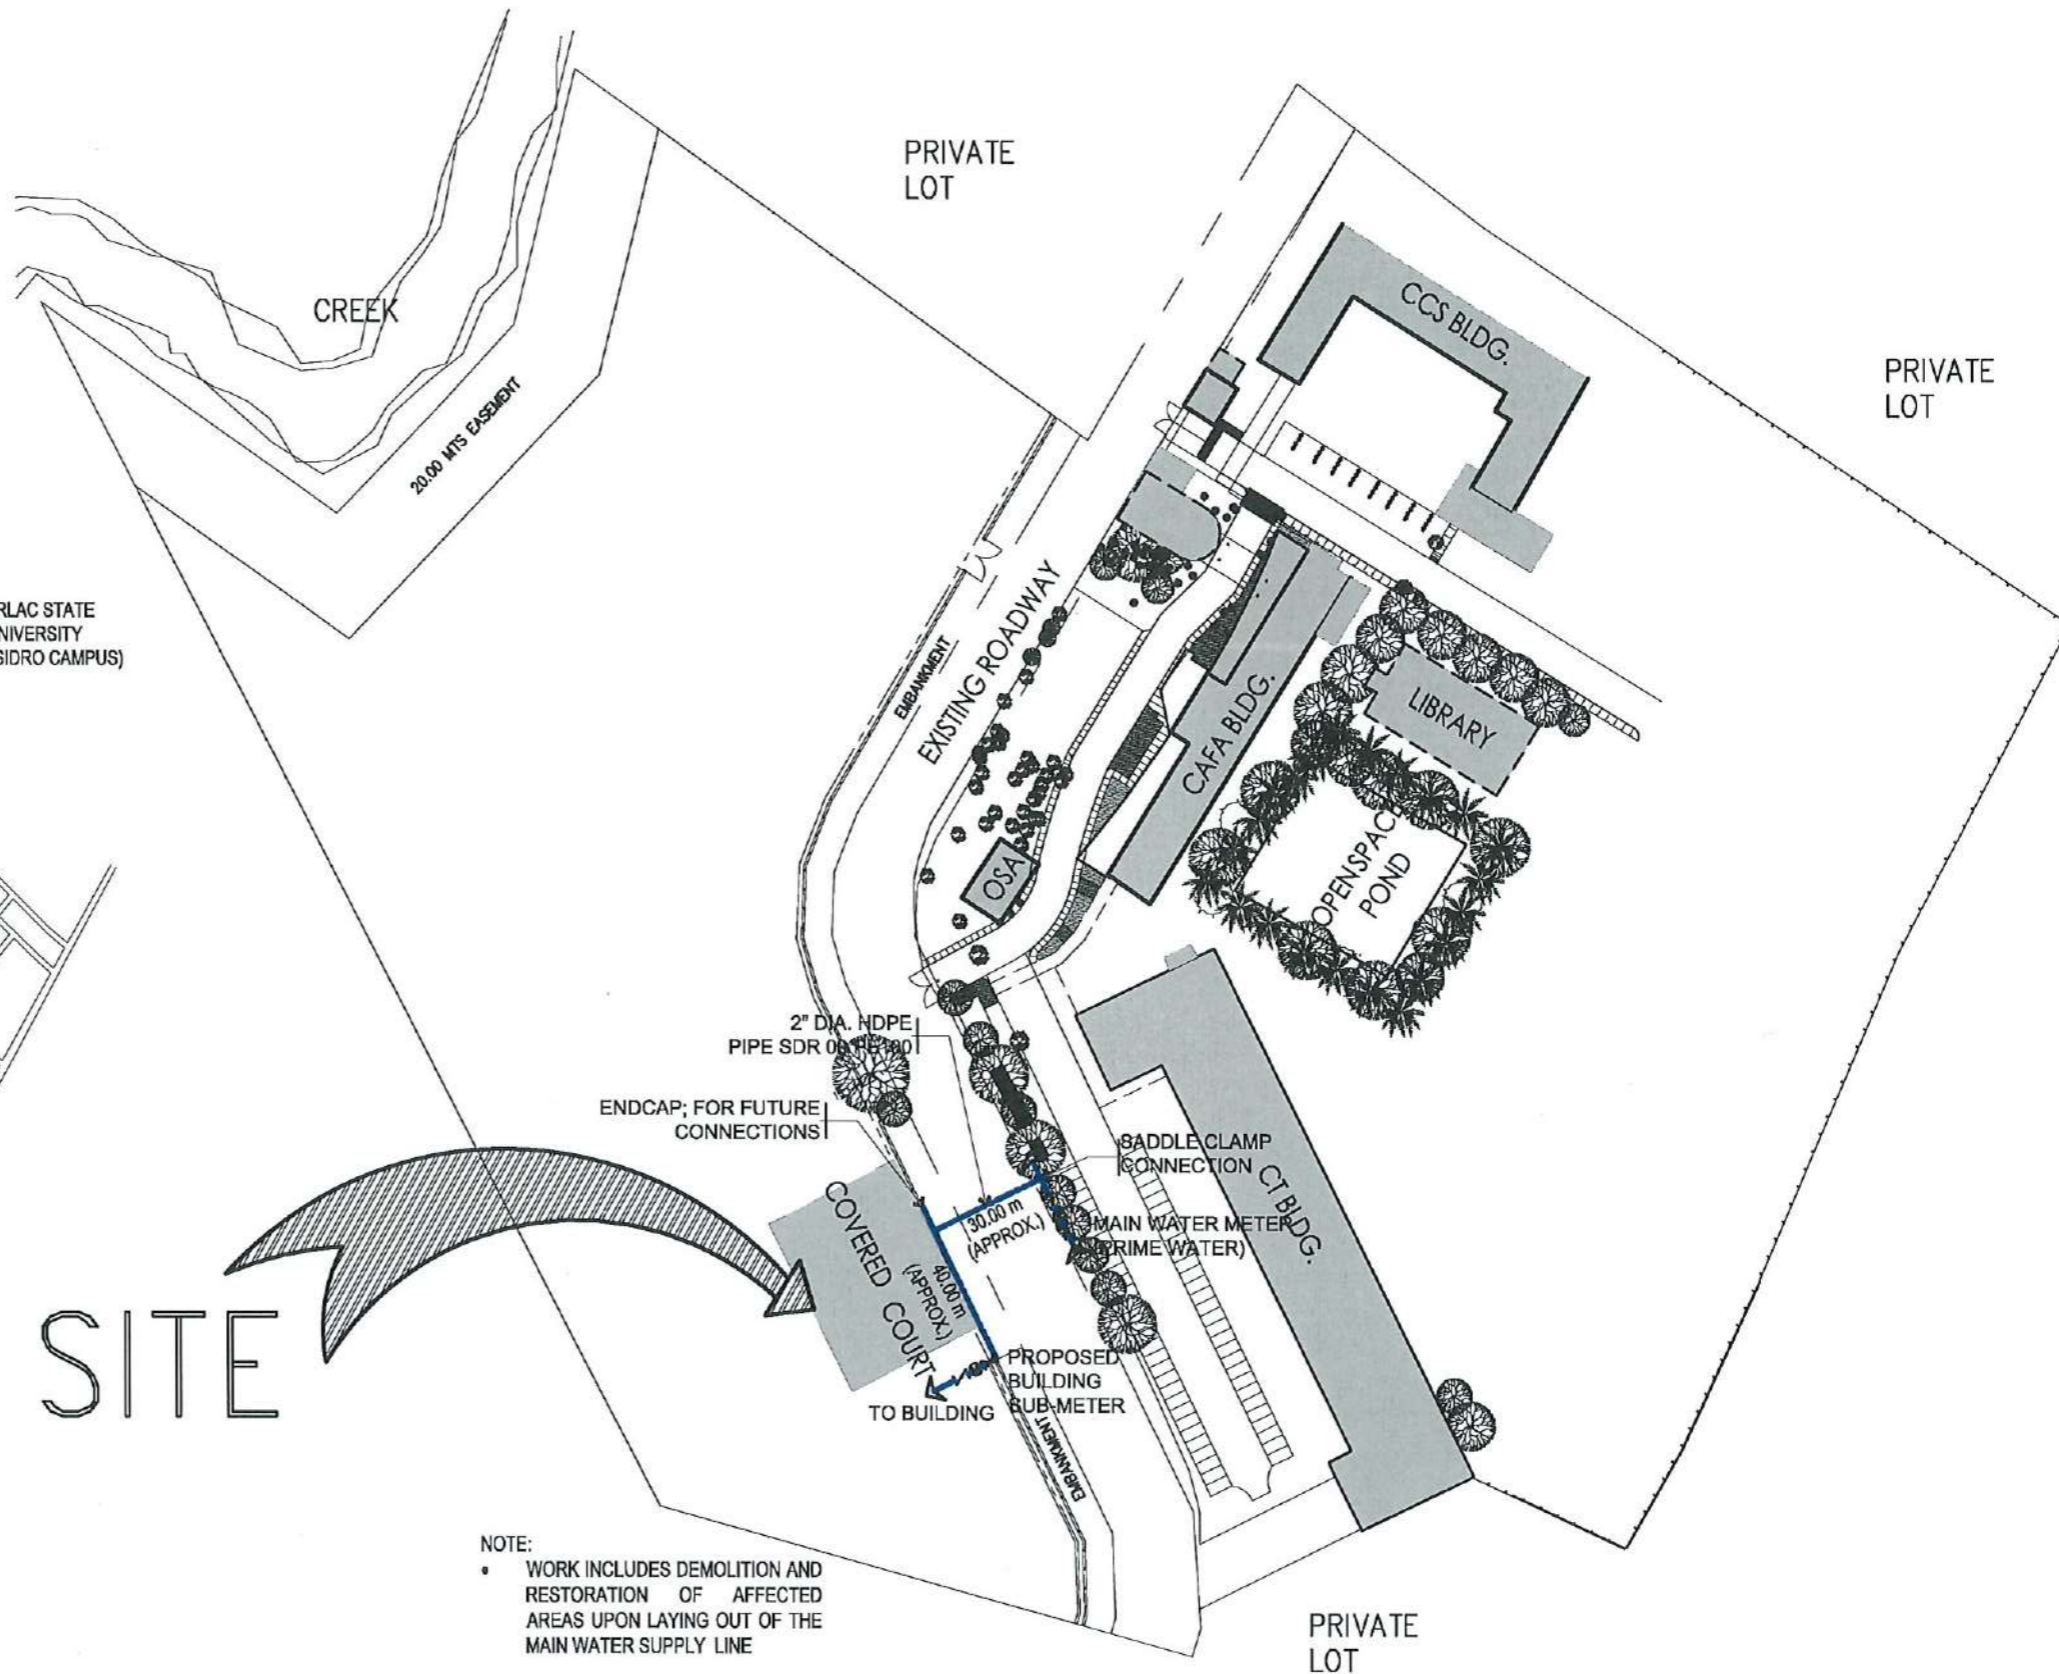 PRIVATE
LOT
CREEK
20.00 MTS EASEMENT
CCS BLDG.
PRIVATE
LOT
RLAC STATE
NIVERSITY
SIDRO CAMPUS)
EMBANKMENT
EXISTING ROADWAY
CAFA BLDG.
LIBRARY
OPENSPACE
POND
OSA
2" DIA. HDPE
PIPE SDR
ENDCAP; FOR FUTURE
CONNECTIONS
SADDLE CLAMP
CONNECTION
CT BLDG.
COVERED COURT
30.00 m
(APPROX.)
MAIN WATER METER
(PRIME WATER)
40.00 m
(APPROX.)
SITE
PROPOSED
BUILDING
SUB-METER
TO BUILDING
EMBANKMENT
NOTE:
• WORK INCLUDES DEMOLITION AND
RESTORATION OF AFFECTED
AREAS UPON LAYING OUT OF THE
MAIN WATER SUPPLY LINE
PRIVATE
LOT